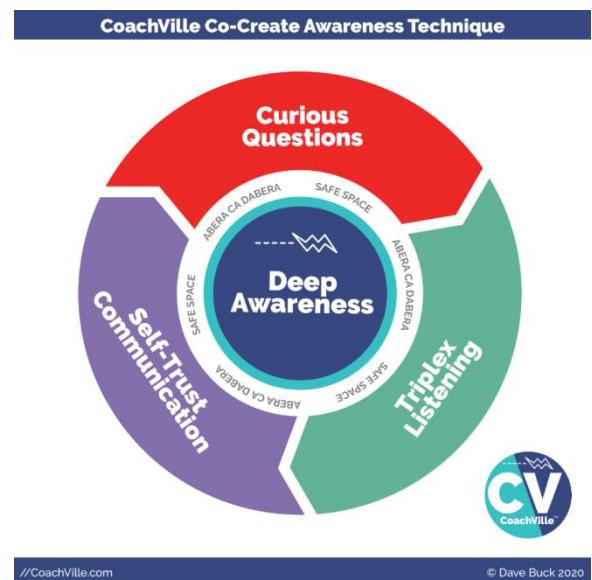 CoachVille Co-Create Awareness Technique
Curious
Questions
ABERA CA DABERA
SAFE SPACE
ABERA CA DABERA
SAFE SPACE
ABERA CA DABERA
SAFE SPACE
Deep
Awareness
Triplex
Listening
Self-Trust
Communication
CV
CoachVille™
//CoachVille.com
© Dave Buck 2020